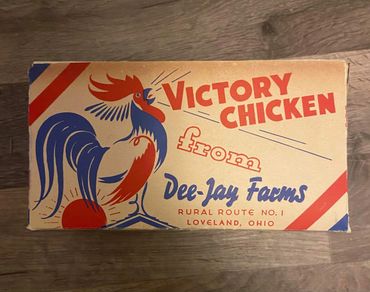 VICTORY
CHICKEN
from
Dee-Jay Farms
RURAL ROUTE NO. 1
LOVELAND, OHIO